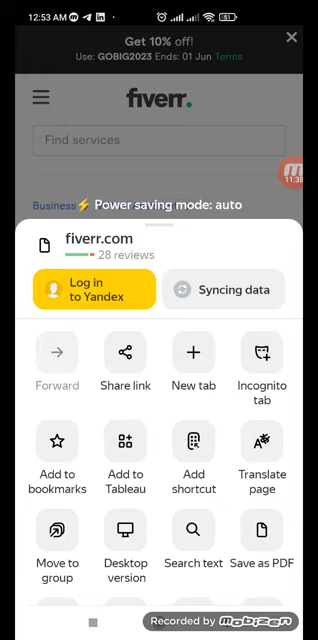 12:53 AM
51
Get 10% off!
Use: GOBIG2023 Ends: 01 Jun Terms
fiverr.
Find services
11:38
Business
Power saving mode: auto
fiverr.com
28 reviews
Log in
to Yandex
Syncing data
Forward
Share link
New tab
Incognito
tab
Add to
bookmarks
Add to
Tableau
Add
shortcut
Translate
page
Move to
group
Desktop
version
Search text
Save as PDF
Recorded by mobizen